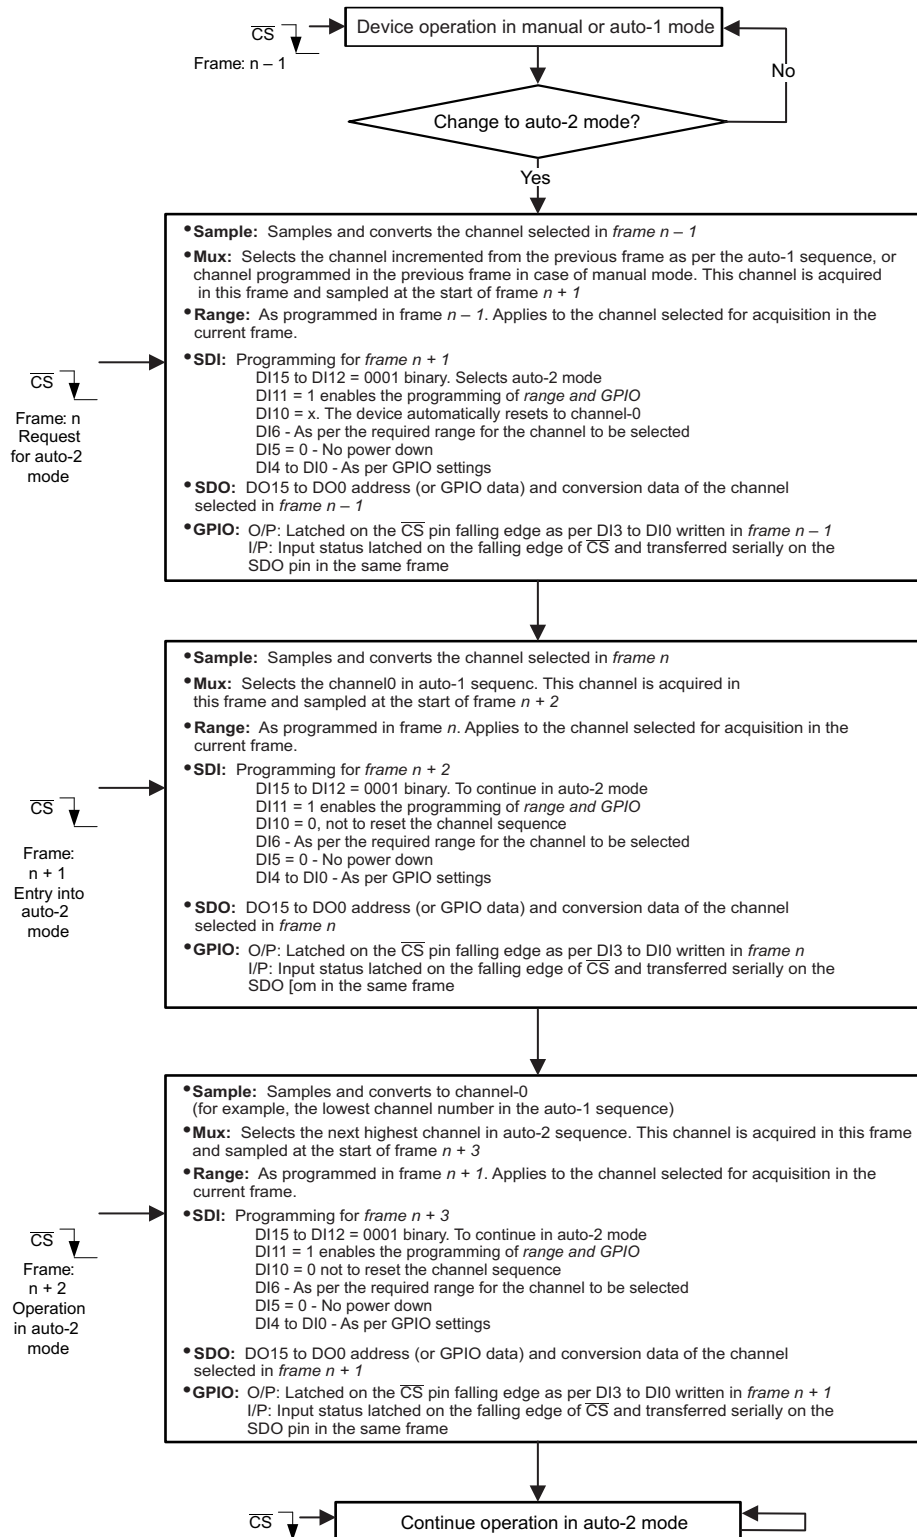 Device operation in manual or auto-1 mode
CS
Frame: n – 1
No
Change to auto-2 mode?
Yes
•Sample: Samples and converts the channel selected in frame n – 1
•Mux: Selects the channel incremented from the previous frame as per the auto-1 sequence, or
channel programmed in the previous frame in case of manual mode. This channel is acquired
in this frame and sampled at the start of frame n + 1
•Range: As programmed in frame n – 1. Applies to the channel selected for acquisition in the
current frame.
•SDI: Programming for frame n + 1
DI15 to DI12 = 0001 binary. Selects auto-2 mode
DI11 = 1 enables the programming of range and GPIO
DI10 = x. The device automatically resets to channel-0
DI6 - As per the required range for the channel to be selected
DI5 = 0 - No power down
DI4 to DI0 - As per GPIO settings
•SDO: DO15 to DO0 address (or GPIO data) and conversion data of the channel
selected in frame n – 1
•GPIO: O/P: Latched on the CS pin falling edge as per DI3 to DI0 written in frame n – 1
I/P: Input status latched on the falling edge of CS and transferred serially on the
SDO pin in the same frame
CS
Frame: n
Request
for auto-2
mode
•Sample: Samples and converts the channel selected in frame n
•Mux: Selects the channel0 in auto-1 sequenc. This channel is acquired in
this frame and sampled at the start of frame n + 2
•Range: As programmed in frame n. Applies to the channel selected for acquisition in the
current frame.
•SDI: Programming for frame n + 2
DI15 to DI12 = 0001 binary. To continue in auto-2 mode
DI11 = 1 enables the programming of range and GPIO
DI10 = 0, not to reset the channel sequence
DI6 - As per the required range for the channel to be selected
DI5 = 0 - No power down
DI4 to DI0 - As per GPIO settings
•SDO: DO15 to DO0 address (or GPIO data) and conversion data of the channel
selected in frame n
•GPIO: O/P: Latched on the CS pin falling edge as per DI3 to DI0 written in frame n
I/P: Input status latched on the falling edge of CS and transferred serially on the
SDO [om in the same frame
CS
Frame:
n + 1
Entry into
auto-2
mode
•Sample: Samples and converts to channel-0
(for example, the lowest channel number in the auto-1 sequence)
•Mux: Selects the next highest channel in auto-2 sequence. This channel is acquired in this frame
and sampled at the start of frame n + 3
•Range: As programmed in frame n + 1. Applies to the channel selected for acquisition in the
current frame.
•SDI: Programming for frame n + 3
DI15 to DI12 = 0001 binary. To continue in auto-2 mode
DI11 = 1 enables the programming of range and GPIO
DI10 = 0 not to reset the channel sequence
DI6 - As per the required range for the channel to be selected
DI5 = 0 - No power down
DI4 to DI0 - As per GPIO settings
•SDO: DO15 to DO0 address (or GPIO data) and conversion data of the channel
selected in frame n + 1
•GPIO: O/P: Latched on the CS pin falling edge as per DI3 to DI0 written in frame n + 1
I/P: Input status latched on the falling edge of CS and transferred serially on the
SDO pin in the same frame
CS
Frame:
n + 2
Operation
in auto-2
mode
CS
Continue operation in auto-2 mode